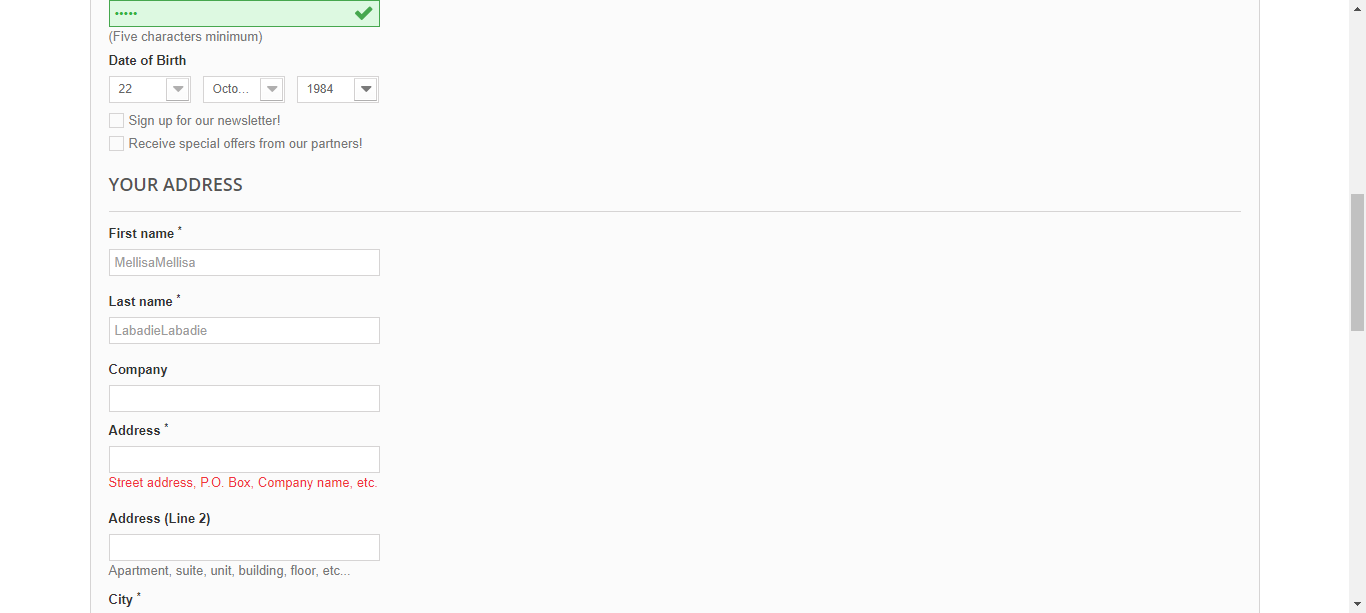 •••••
(Five characters minimum)
Date of Birth
22 Octo... 1984
Sign up for our newsletter!
Receive special offers from our partners!
YOUR ADDRESS
First name *
MellisaMellisa
Last name *
LabadieLabadie
Company
Address *
Street address, P.O. Box, Company name, etc.
Address (Line 2)
Apartment, suite, unit, building, floor, etc...
City *